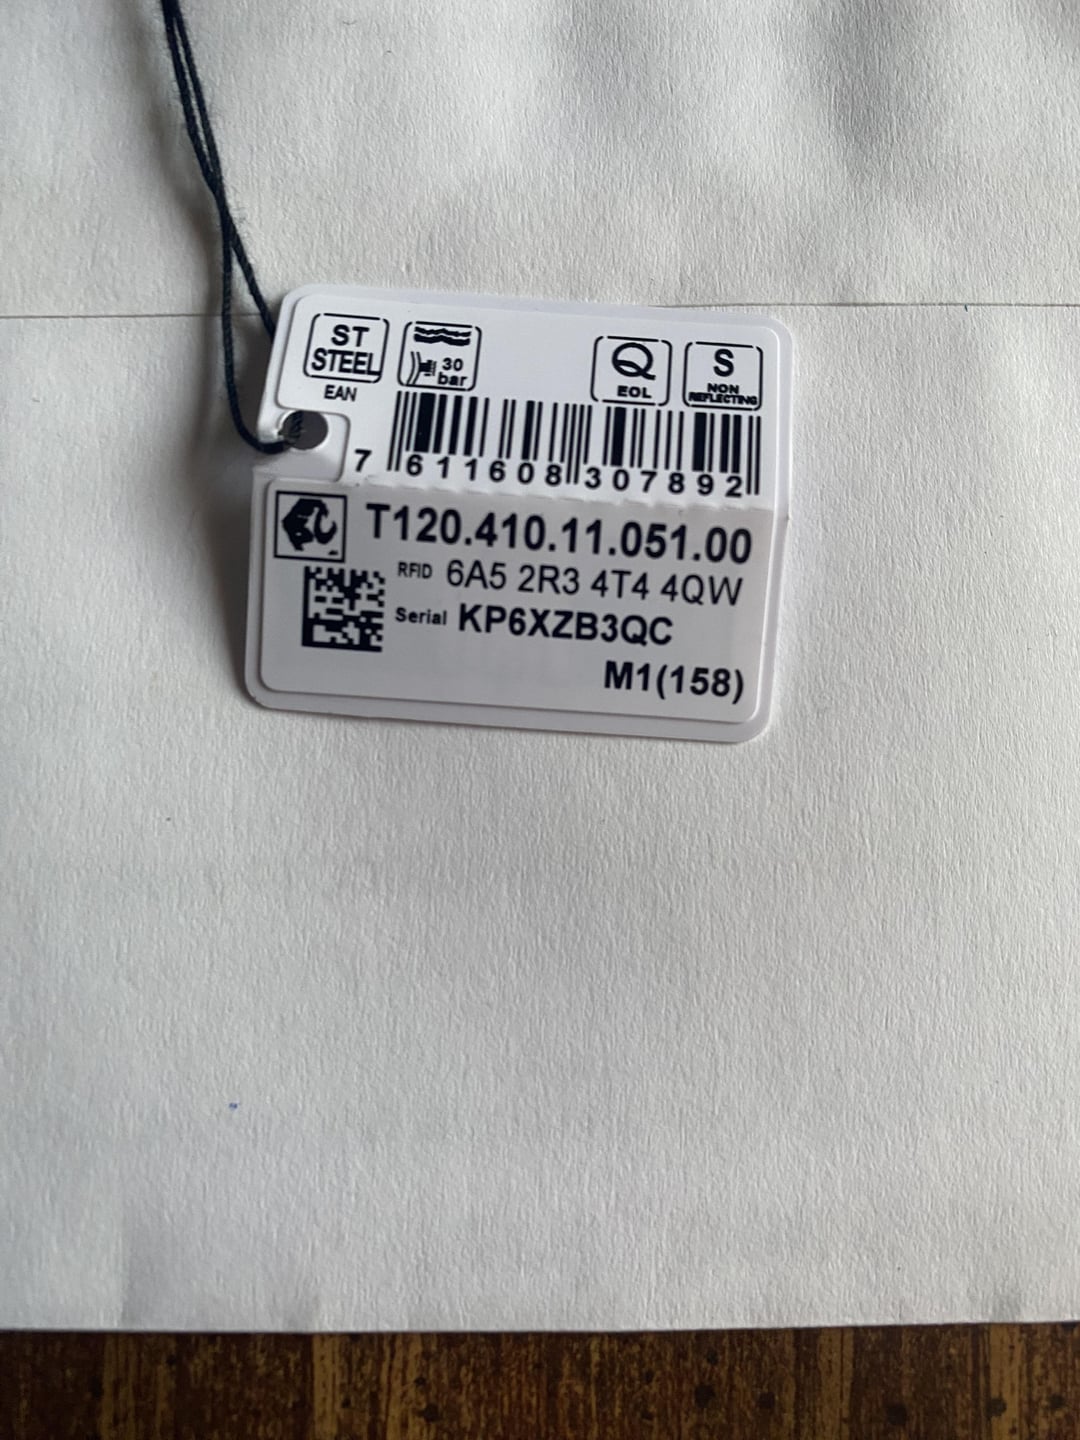 ST
STEEL
30
bar
Q
EOL
S
NON
REFLECTING
EAN
7 611608 307892
T120.410.11.051.00
RFID 6A5 2R3 4T4 4QW
Serial KP6XZB3QC
M1(158)